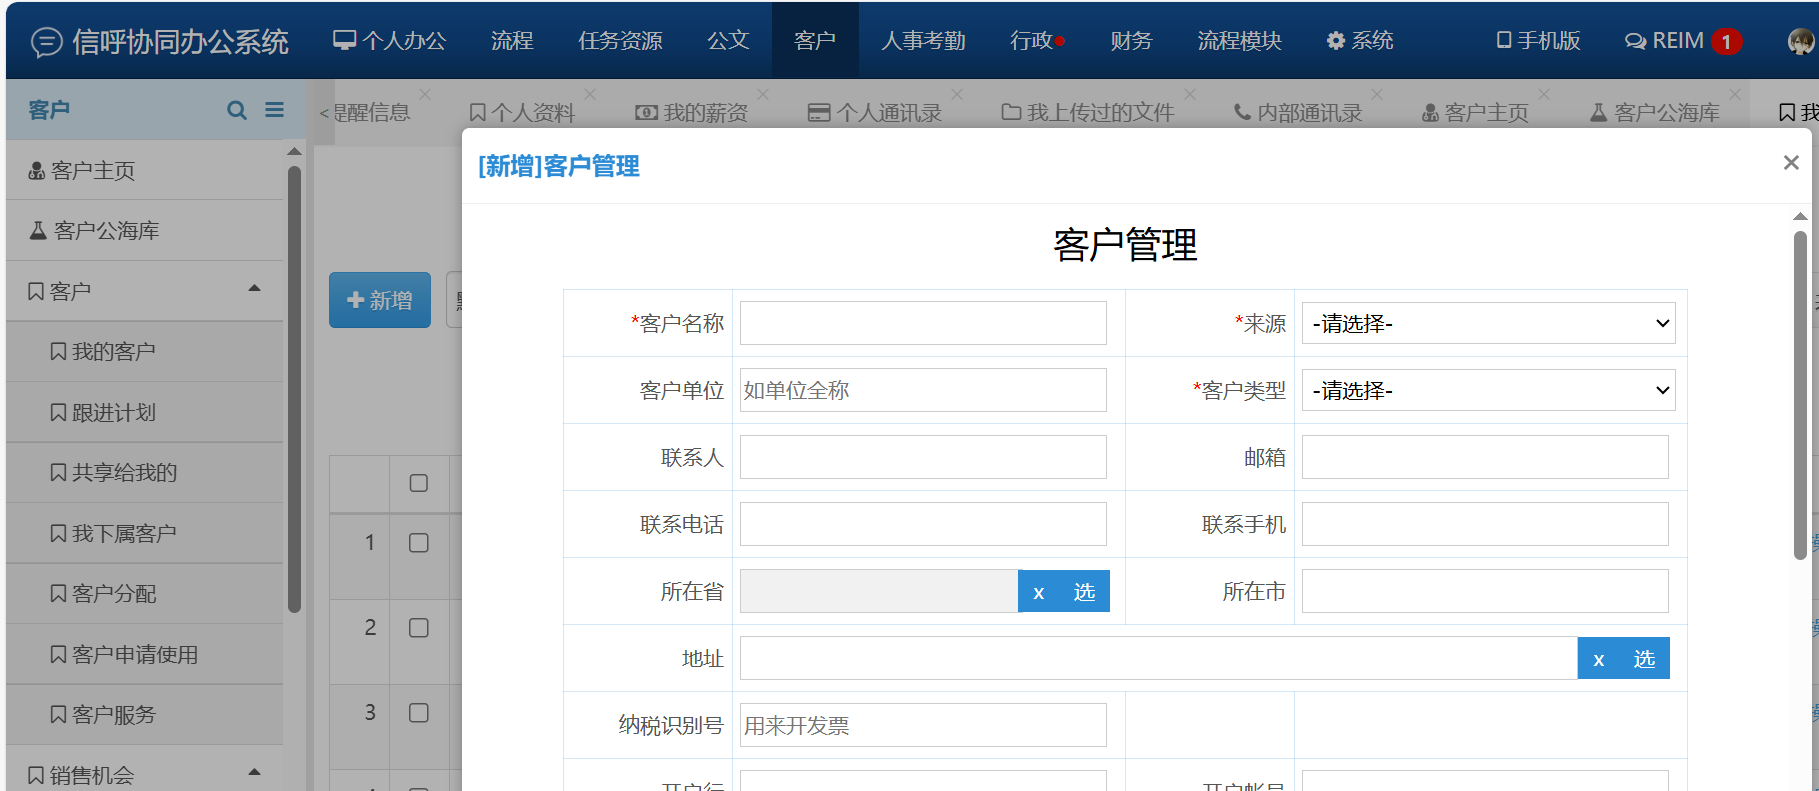 信呼协同办公系统 个人办公 流程 任务资源 公文 客户 人事考勤 行政 财务 流程模块 系统 手机版 REIM 1
客户
< 提醒信息 个人资料 我的薪资 个人通讯录 我上传过的文件 内部通讯录 客户主页 客户公海库 我
客户主页
客户公海库
客户
我的客户
跟进计划
共享给我的
我下属客户
客户分配
客户申请使用
客户服务
销售机会
新增
1
2
3
[新增]客户管理 ×
客户管理
*客户名称 *来源 -请选择-
客户单位 如单位全称 *客户类型 -请选择-
联系人 邮箱
联系电话 联系手机
所在省 x 选 所在市
地址 x 选
纳税识别号 用来开发票
开户行 开户帐号